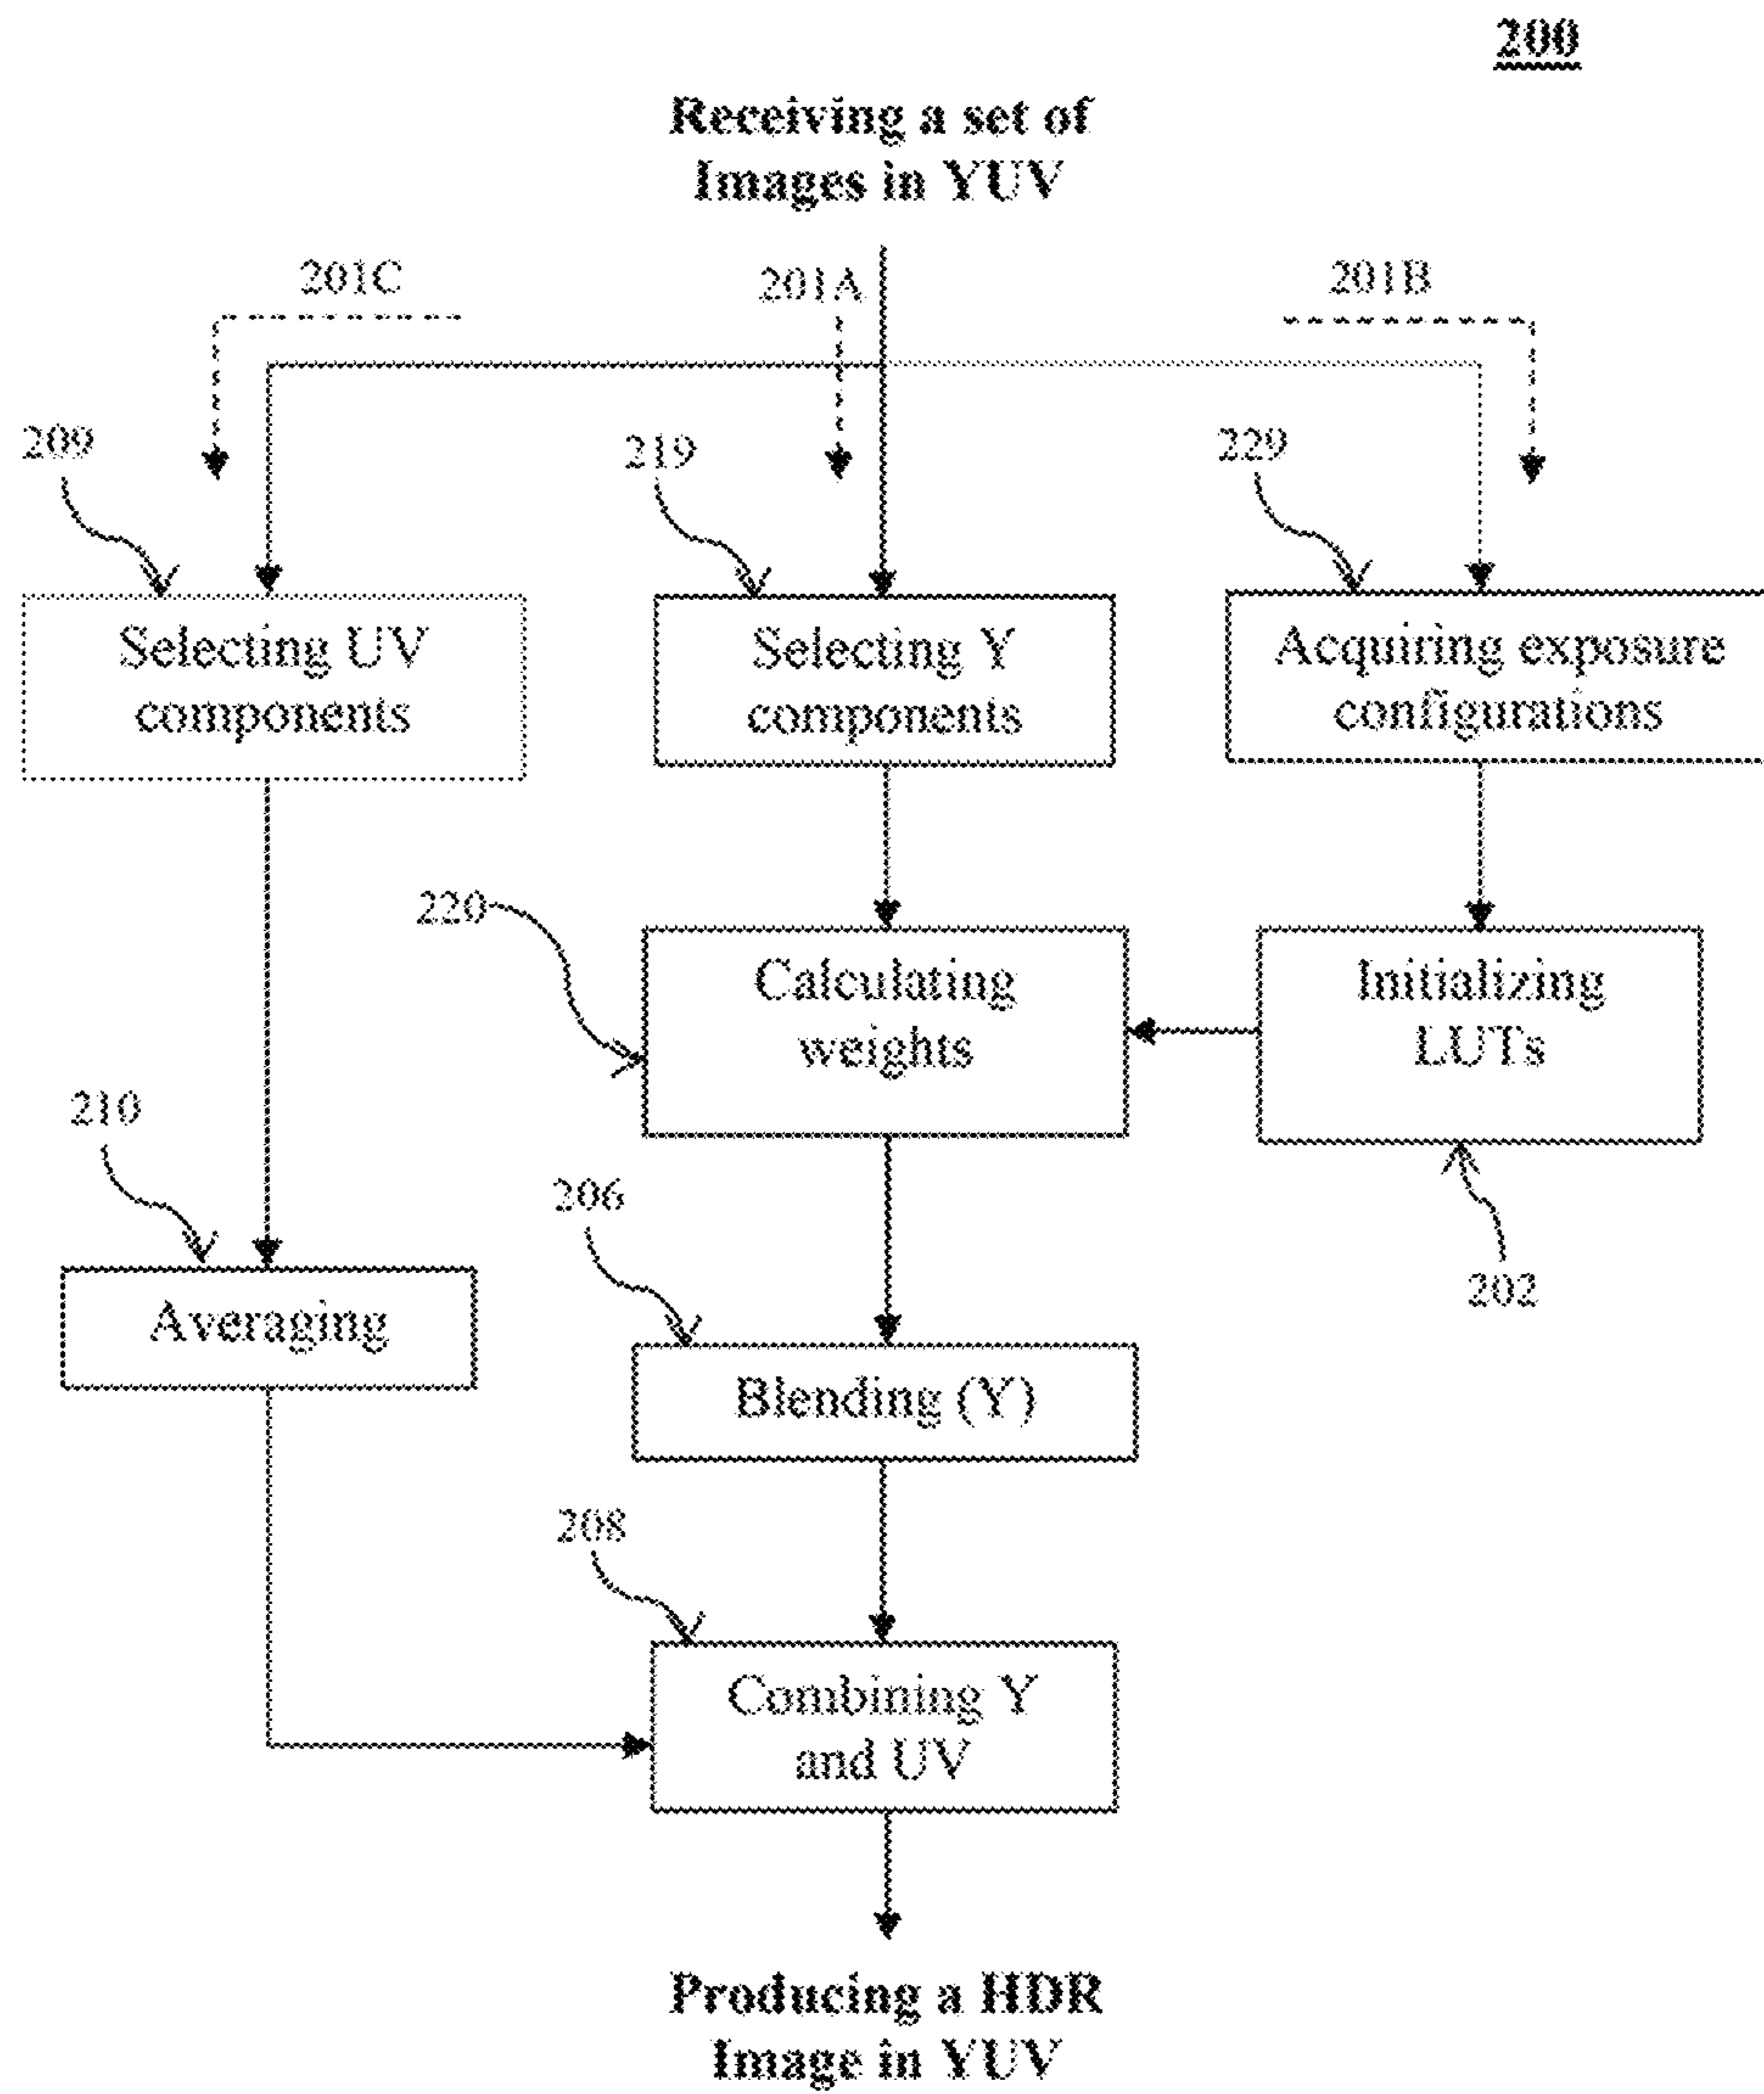 200
Receiving a set of
Images in YUV
201C
201A
201B
209
219
229
Selecting UV
components
Selecting Y
components
Acquiring exposure
configurations
220
Calculating
weights
Initializing
LUTs
210
206
202
Averaging
Blending (Y)
208
Combining Y
and UV
Producing a HDR
Image in YUV